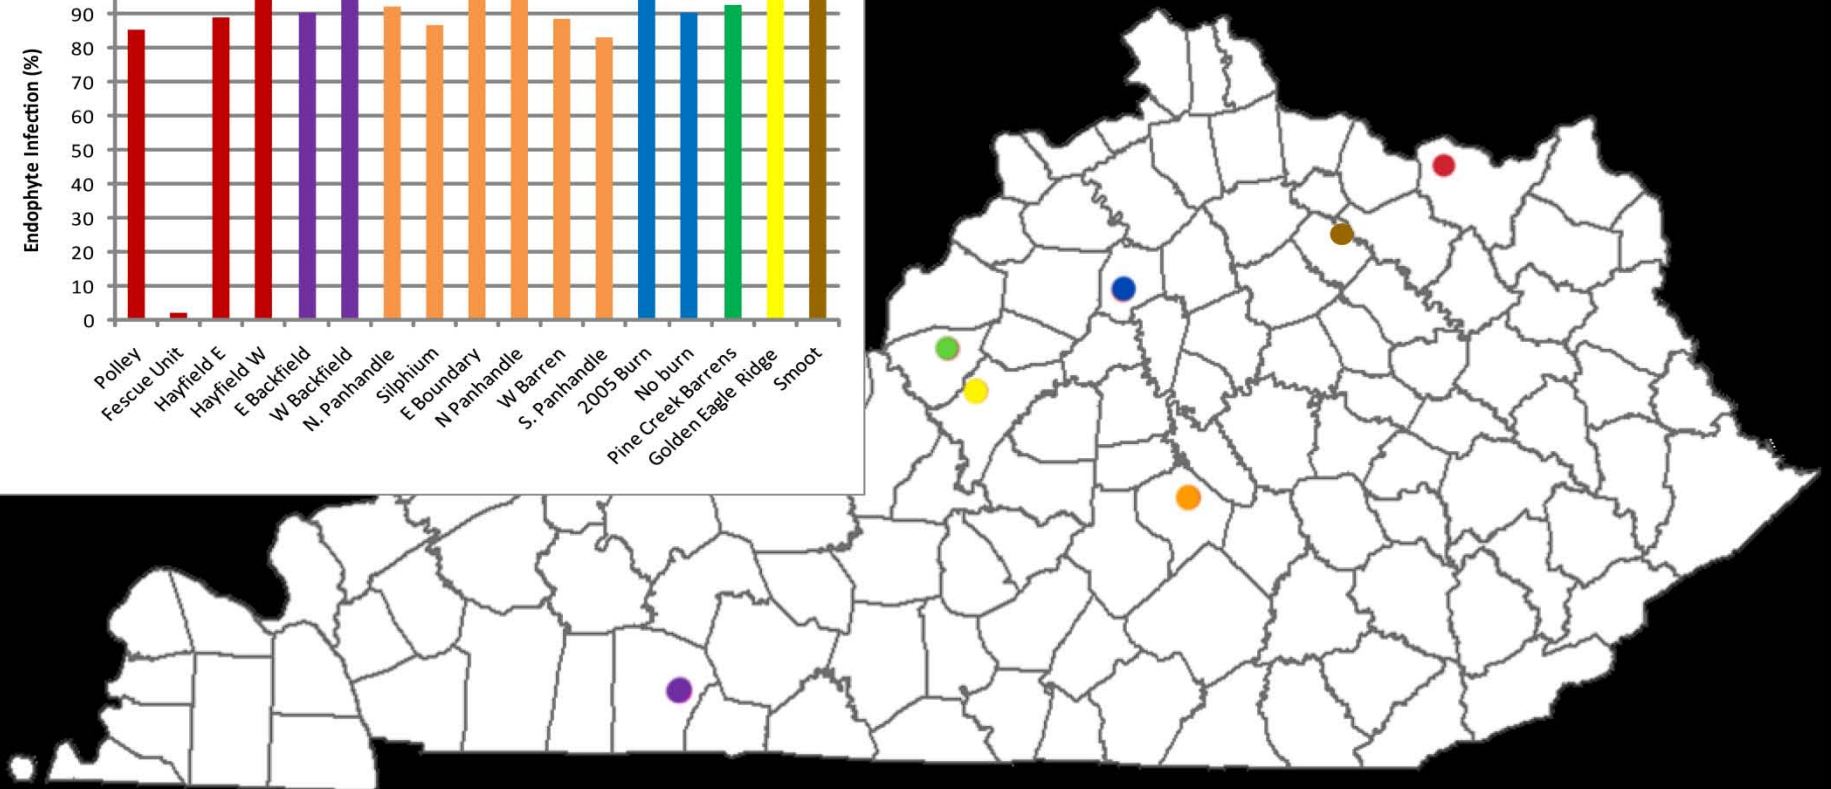 Endophyte Infection (%)
90
80
70
60
50
40
30
20
10
0
Polley
Fescue Unit
Hayfield E
Hayfield W
E Backfield
W Backfield
N. Panhandle
Silphium
E Boundary
N Panhandle
W Barren
S. Panhandle
2005 Burn
No burn
Pine Creek Barrens
Golden Eagle Ridge
Smoot